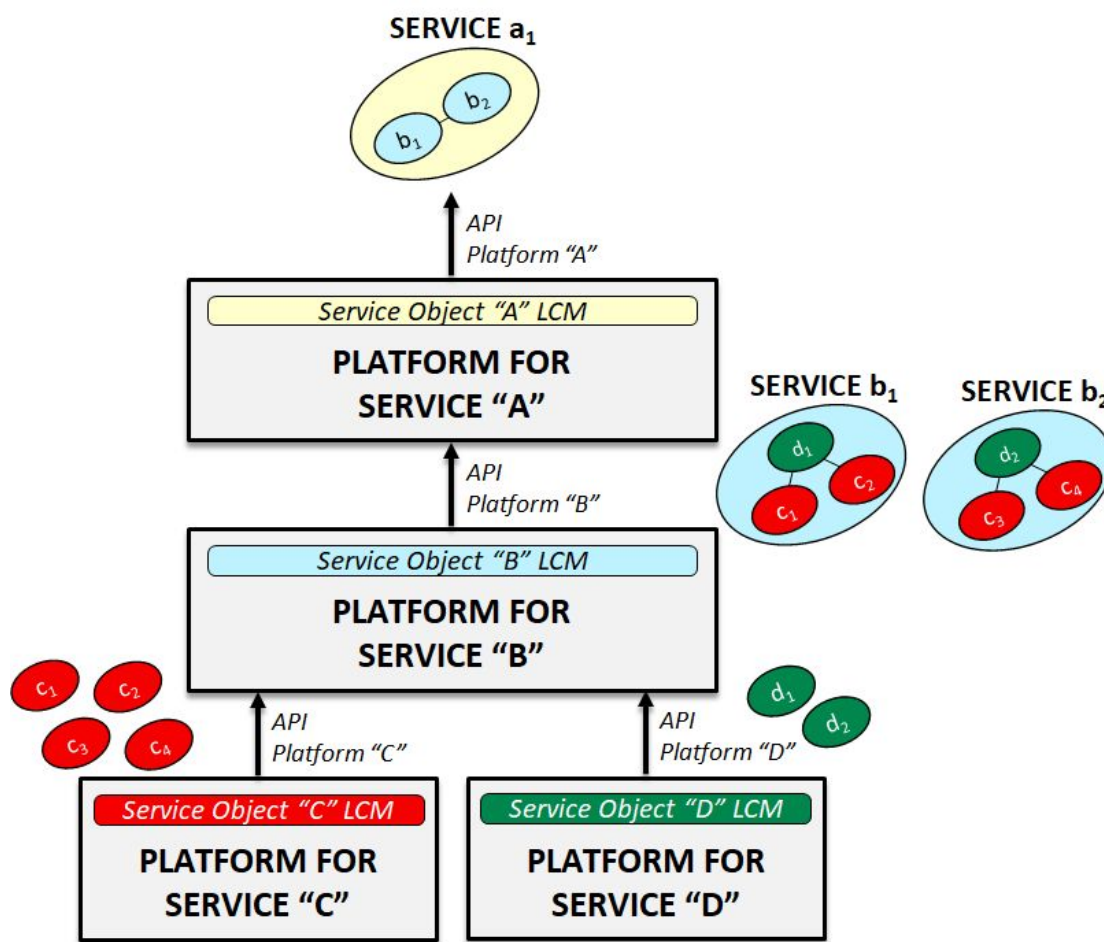 SERVICE a₁
b₂
b₁
API
Platform “A”
Service Object “A” LCM
PLATFORM FOR
SERVICE “A”
SERVICE b₁
d₁
c₂
c₁
SERVICE b₂
d₂
c₄
c₃
API
Platform “B”
Service Object “B” LCM
PLATFORM FOR
SERVICE “B”
c₁
c₂
c₃
c₄
API
Platform “C”
d₁
d₂
API
Platform “D”
Service Object “C” LCM
PLATFORM FOR
SERVICE “C”
Service Object “D” LCM
PLATFORM FOR
SERVICE “D”